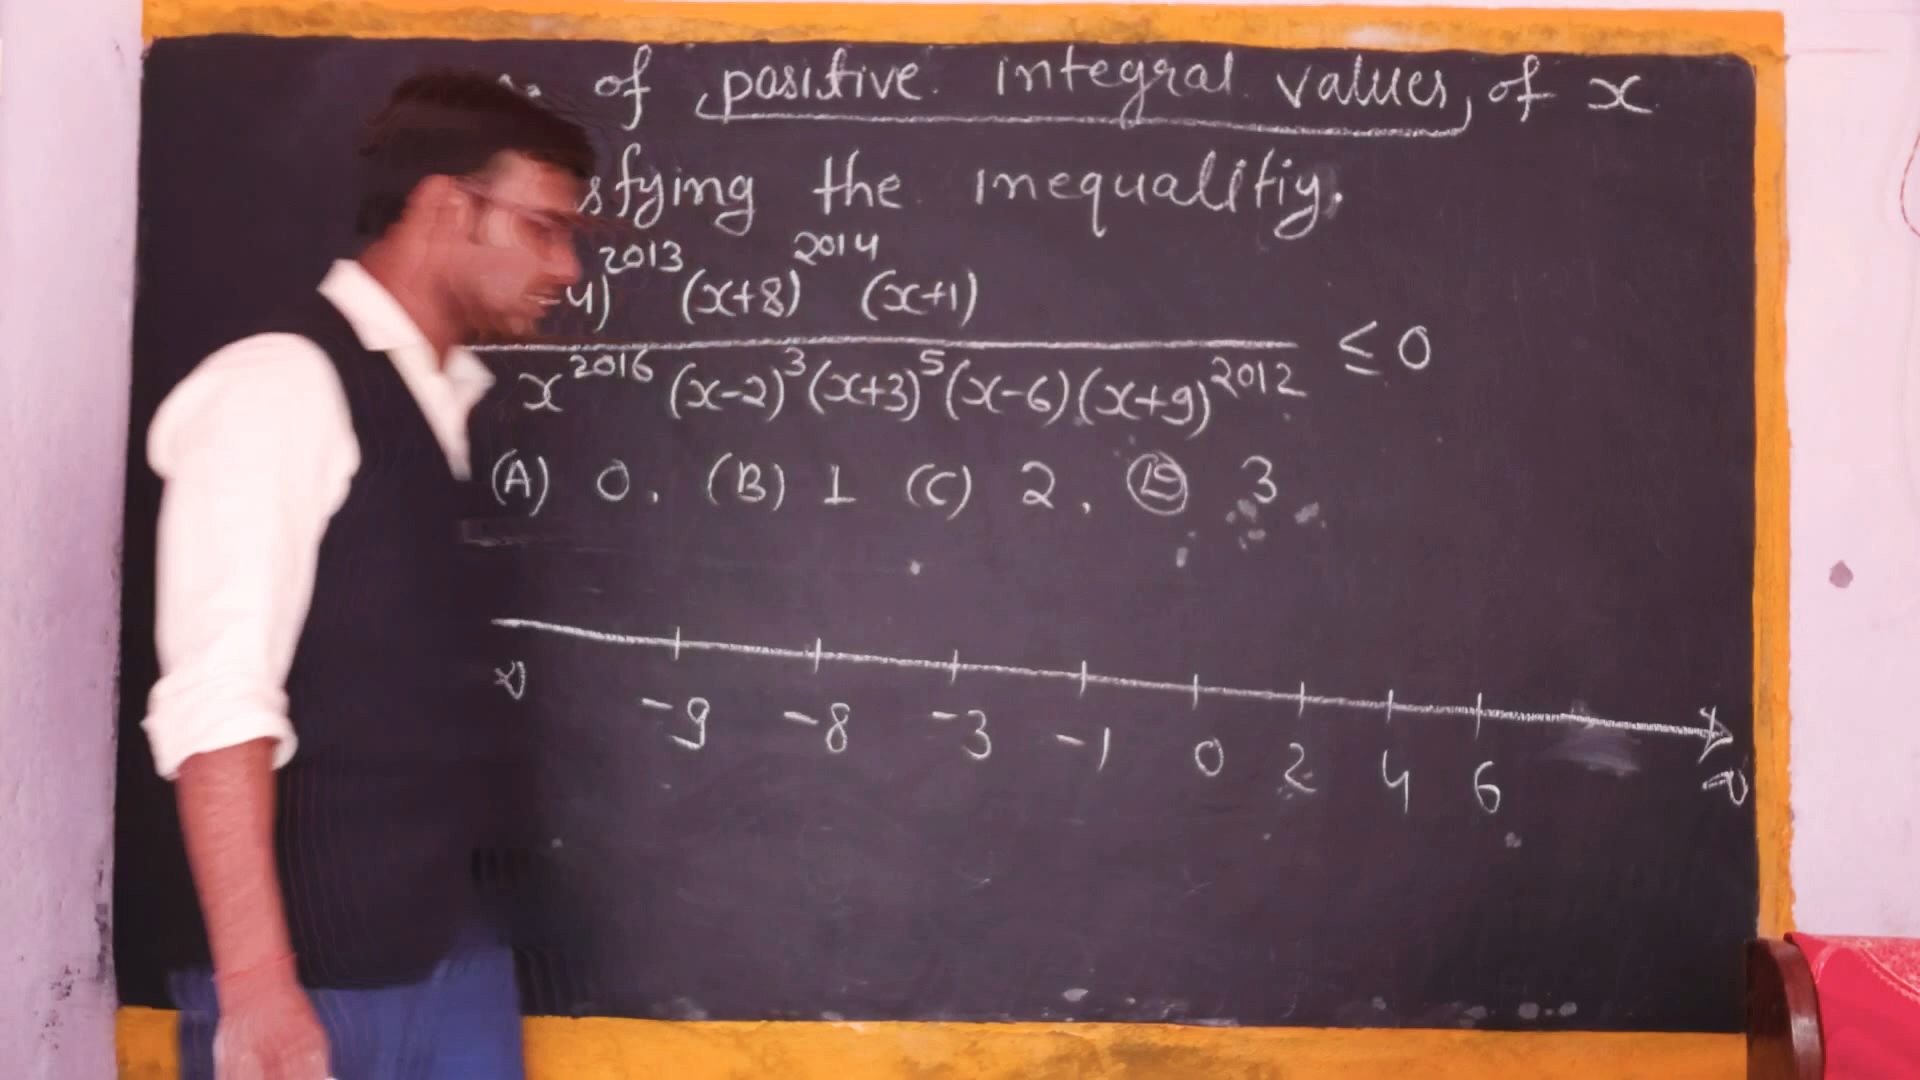 of positive integral values, of x
sfying the inequalitiy.
-4)^2013 (x+8)^2014 (x+1)
x^2016 (x-2)^3 (x+3)^5 (x-6) (x+9)^2012 ≤ 0
(A) 0. (B) 1 (C) 2. (D) 3
-9 -8 -3 -1 0 2 4 6